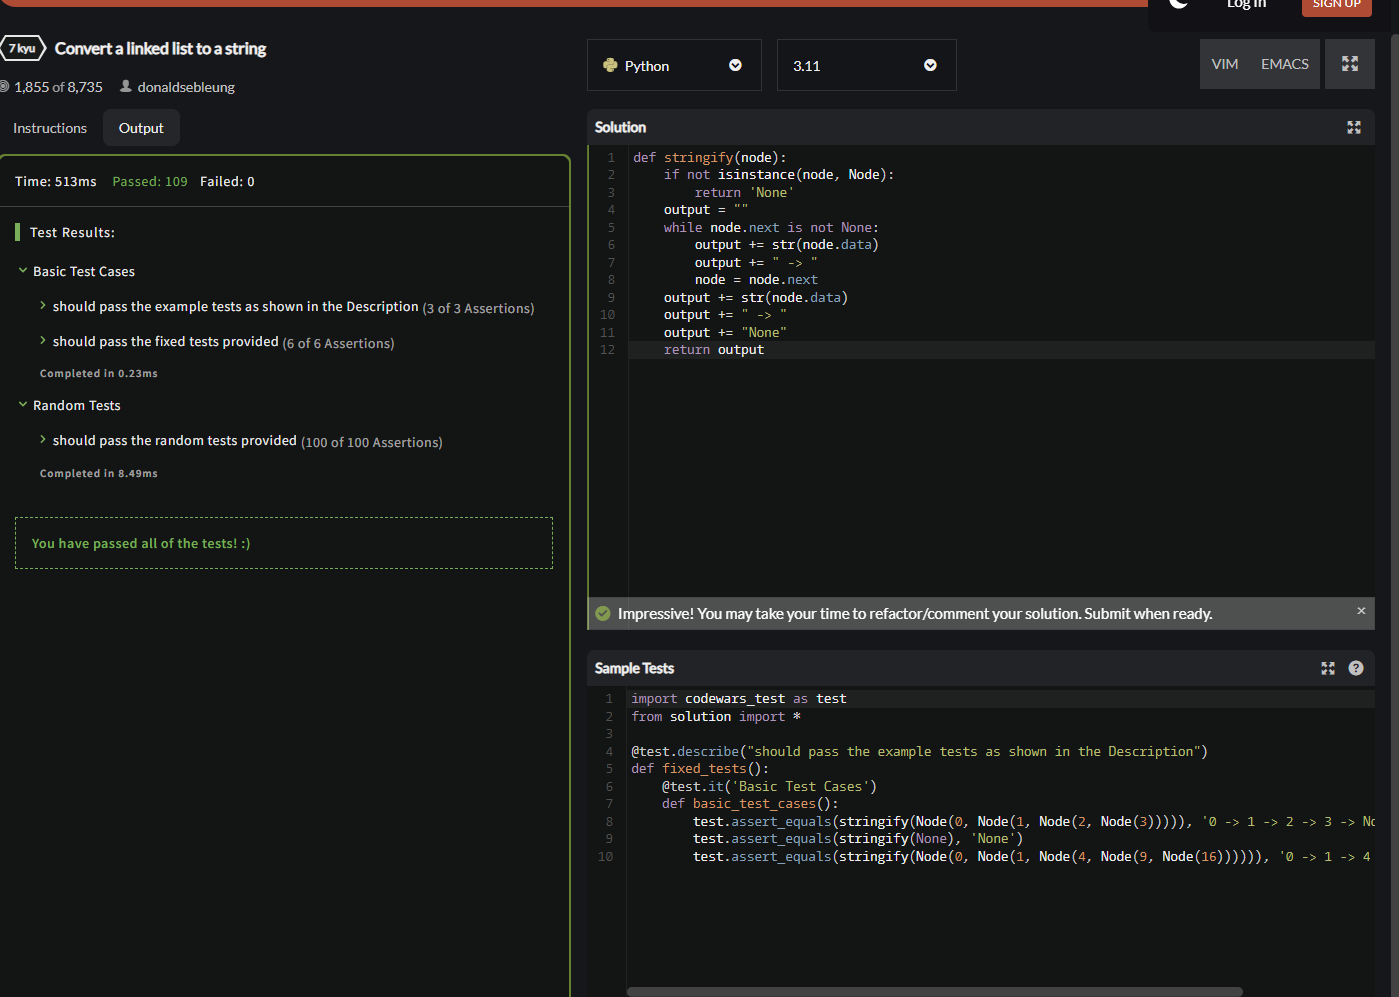 Log In
SIGN UP
7 kyu Convert a linked list to a string
1,855 of 8,735 donaldsebleung
Instructions Output
Time: 513ms Passed: 109 Failed: 0
Test Results:
Basic Test Cases
should pass the example tests as shown in the Description (3 of 3 Assertions)
should pass the fixed tests provided (6 of 6 Assertions)
Completed in 0.23ms
Random Tests
should pass the random tests provided (100 of 100 Assertions)
Completed in 8.49ms
You have passed all of the tests! :)
Python 3.11 VIM EMACS
Solution
1 def stringify(node):
2     if not isinstance(node, Node):
3         return 'None'
4     output = ""
5     while node.next is not None:
6         output += str(node.data)
7         output += " -> "
8         node = node.next
9     output += str(node.data)
10     output += " -> "
11     output += "None"
12     return output
Impressive! You may take your time to refactor/comment your solution. Submit when ready. ×
Sample Tests ?
1 import codewars_test as test
2 from solution import *
3
4 @test.describe("should pass the example tests as shown in the Description")
5 def fixed_tests():
6     @test.it('Basic Test Cases')
7     def basic_test_cases():
8         test.assert_equals(stringify(Node(0, Node(1, Node(2, Node(3))))), '0 -> 1 -> 2 -> 3 -> No
9         test.assert_equals(stringify(None), 'None')
10         test.assert_equals(stringify(Node(0, Node(1, Node(4, Node(9, Node(16)))))), '0 -> 1 -> 4